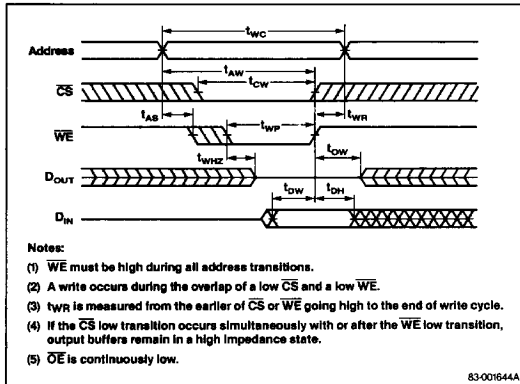 tWC
Address
tAW
tCW
CS
tAS
tWP
tWR
WE
tWHZ
tOW
DOUT
tDW
tDH
DIN
Notes:
(1) WE must be high during all address transitions.
(2) A write occurs during the overlap of a low CS and a low WE.
(3) tWR is measured from the earlier of CS or WE going high to the end of write cycle.
(4) If the CS low transition occurs simultaneously with or after the WE low transition,
output buffers remain in a high impedance state.
(5) OE is continuously low.
83-001644A